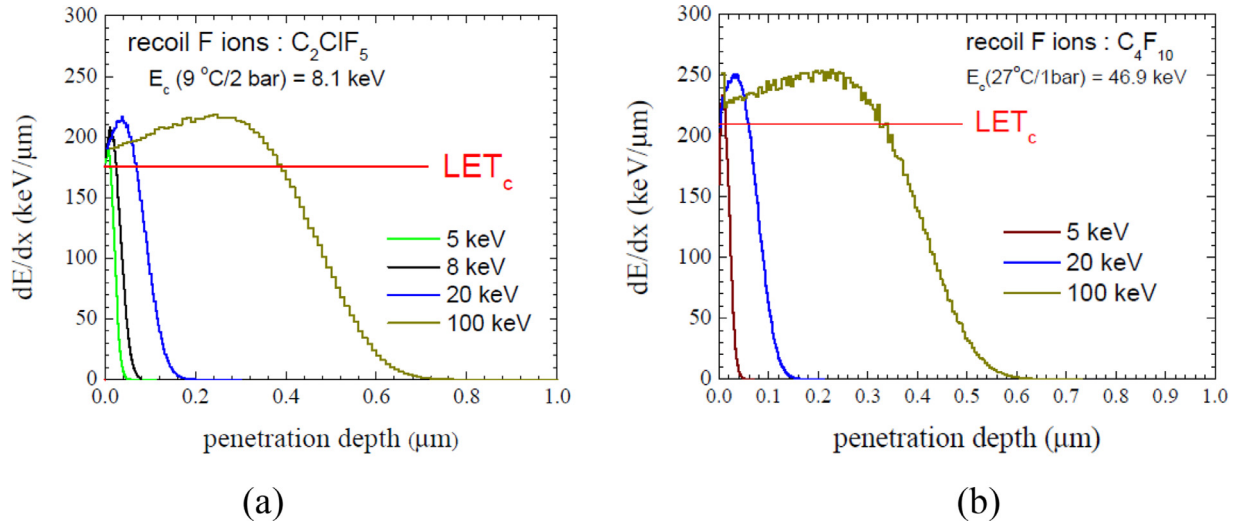 recoil F ions : C₂ClF₅
E_c (9 °C/2 bar) = 8.1 keV
LET_c
5 keV
8 keV
20 keV
100 keV
300
250
200
150
100
50
0
0.0 0.2 0.4 0.6 0.8 1.0
dE/dx (keV/μm)
penetration depth (μm)
(a)
recoil F ions : C₄F₁₀
E_c(27°C/1bar) = 46.9 keV
LET_c
5 keV
20 keV
100 keV
300
250
200
150
100
50
0
0.0 0.1 0.2 0.3 0.4 0.5 0.6 0.7 0.8 0.9 1.0
dE/dx (keV/μm)
penetration depth (μm)
(b)